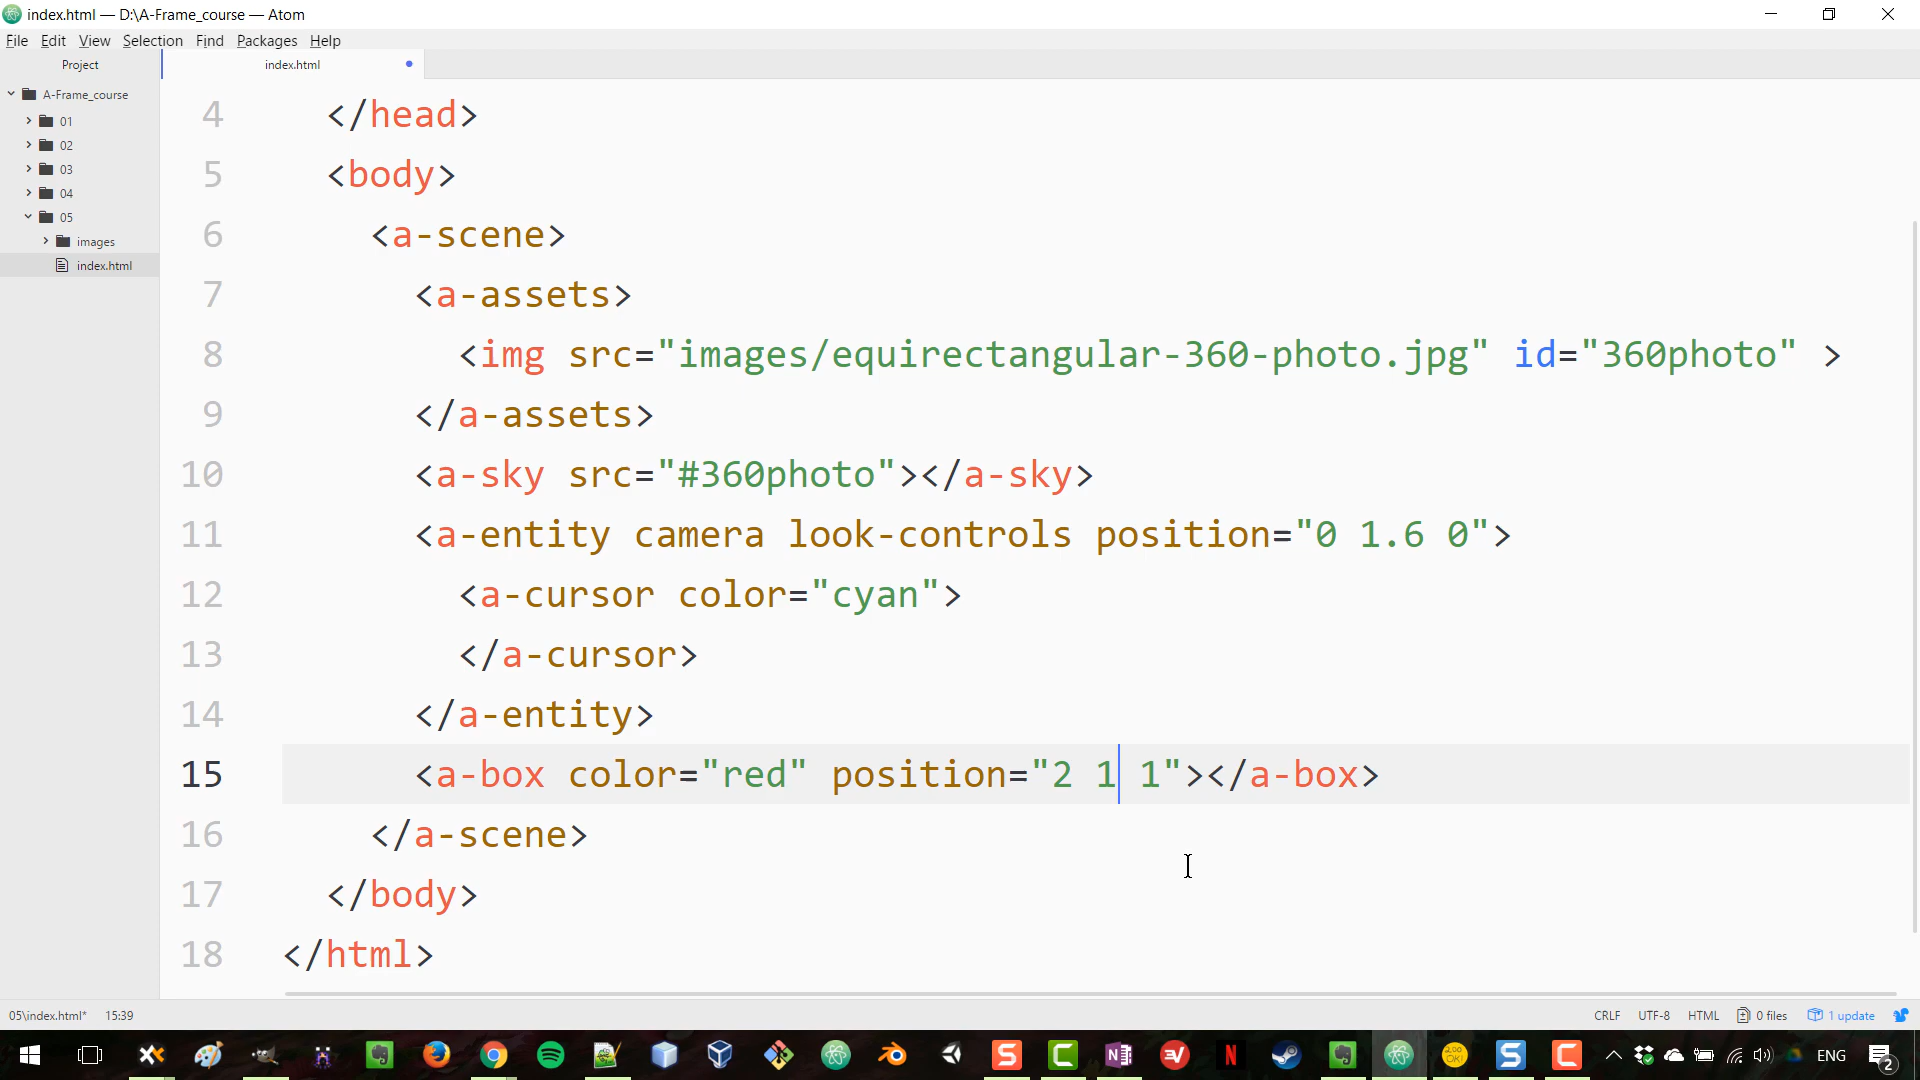 index.html — D:\A-Frame_course — Atom
File Edit View Selection Find Packages Help
Project
index.html
A-Frame_course
01
02
03
04
05
images
index.html
4 </head>
5 <body>
6 <a-scene>
7 <a-assets>
8 <img src="images/equirectangular-360-photo.jpg" id="360photo" >
9 </a-assets>
10 <a-sky src="#360photo"></a-sky>
11 <a-entity camera look-controls position="0 1.6 0">
12 <a-cursor color="cyan">
13 </a-cursor>
14 </a-entity>
15 <a-box color="red" position="2 1 1"></a-box>
16 </a-scene>
17 </body>
18 </html>
05\index.html* 15:39 CRLF UTF-8 HTML 0 files 1 update
ENG 2